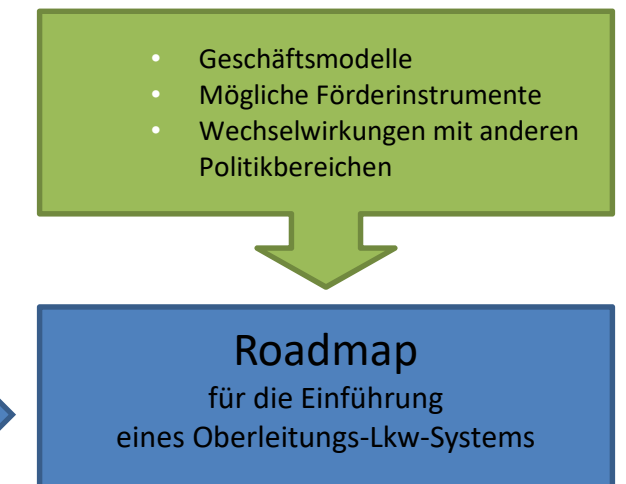 • Geschäftsmodelle
• Mögliche Förderinstrumente
• Wechselwirkungen mit anderen
Politikbereichen
Roadmap
für die Einführung
eines Oberleitungs-Lkw-Systems